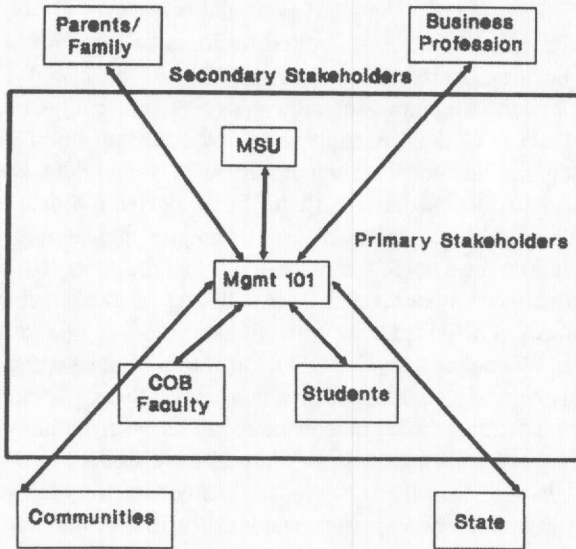 Parents/
Family
Business
Profession
Secondary Stakeholders
MSU
Primary Stakeholders
Mgmt 101
COB
Faculty
Students
Communities
State